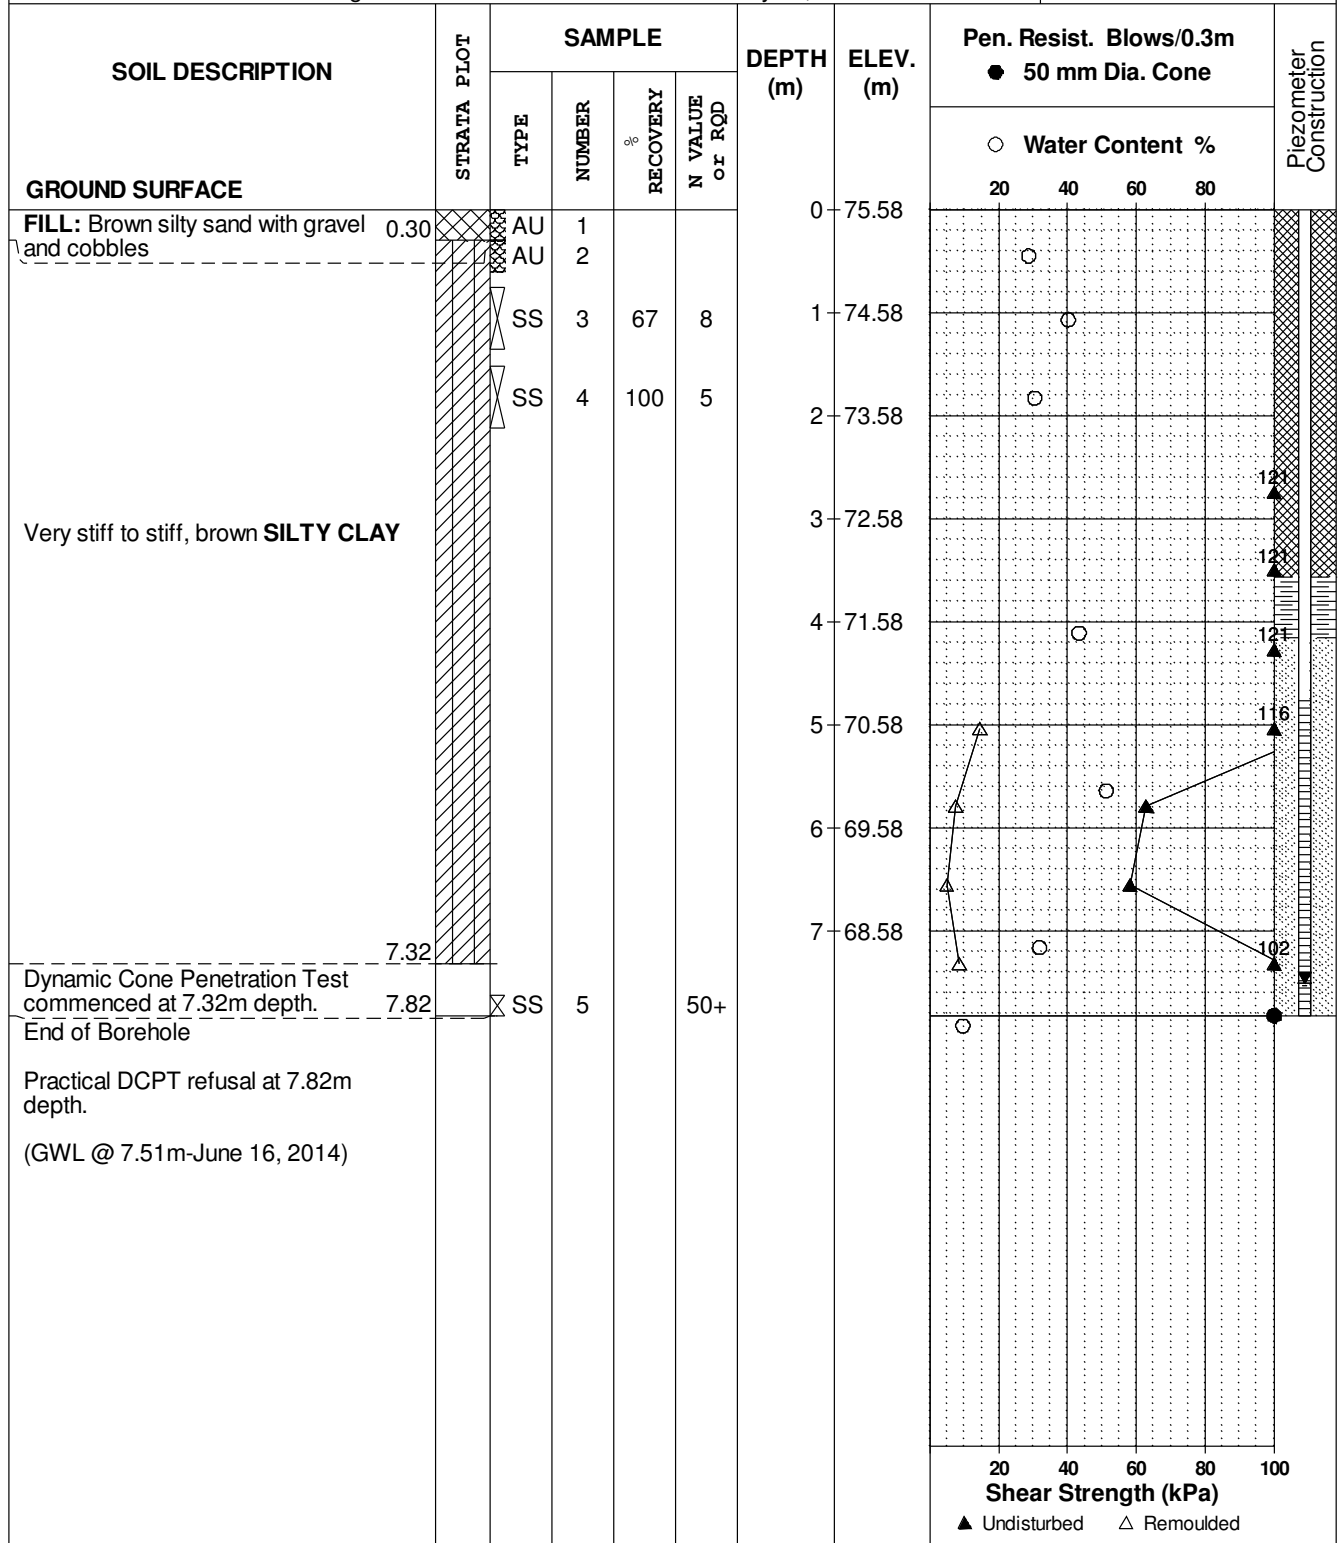 SOIL DESCRIPTION
GROUND SURFACE
STRATA PLOT
SAMPLE
TYPE
NUMBER
% RECOVERY
N VALUE or RQD
DEPTH
(m)
ELEV.
(m)
Pen. Resist. Blows/0.3m
● 50 mm Dia. Cone
○ Water Content %
20 40 60 80
Piezometer
Construction
FILL: Brown silty sand with gravel
and cobbles
0.30
AU 1
AU 2
SS 3 67 8
SS 4 100 5
0 75.58
1 74.58
2 73.58
121
Very stiff to stiff, brown SILTY CLAY
3 72.58
121
4 71.58
121
116
5 70.58
6 69.58
7 68.58
102
7.32
Dynamic Cone Penetration Test
commenced at 7.32m depth. 7.82
SS 5 50+
End of Borehole
Practical DCPT refusal at 7.82m
depth.
(GWL @ 7.51m-June 16, 2014)
20 40 60 80 100
Shear Strength (kPa)
▲ Undisturbed △ Remoulded